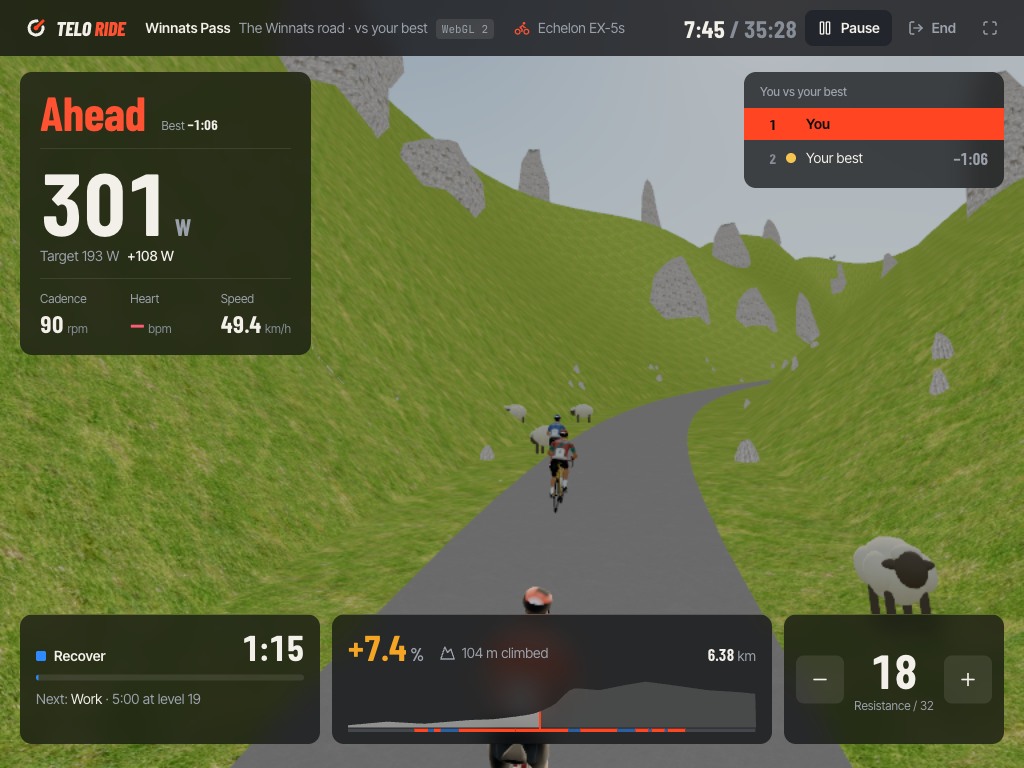 TELO RIDE
Winnats Pass The Winnats road · vs your best WebGL 2 Echelon EX-5s 7:45 / 35:28 Pause End
Ahead Best −1:06
301 W
Target 193 W +108 W
Cadence Heart Speed
90 rpm – bpm 49.4 km/h
You vs your best
1 You
2 Your best −1:06
Recover 1:15
Next: Work · 5:00 at level 19
+7.4 % 104 m climbed 6.38 km
− 18 +
Resistance / 32